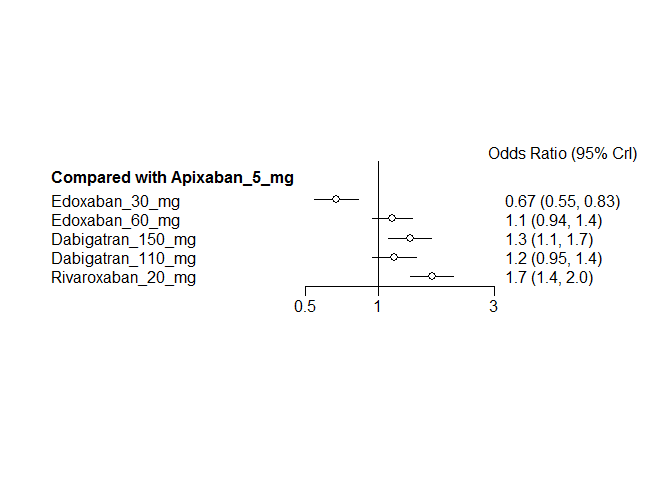 Odds Ratio (95% CrI)
Compared with Apixaban_5_mg
Edoxaban_30_mg 0.67 (0.55, 0.83)
Edoxaban_60_mg 1.1 (0.94, 1.4)
Dabigatran_150_mg 1.3 (1.1, 1.7)
Dabigatran_110_mg 1.2 (0.95, 1.4)
Rivaroxaban_20_mg 1.7 (1.4, 2.0)
0.5 1 3